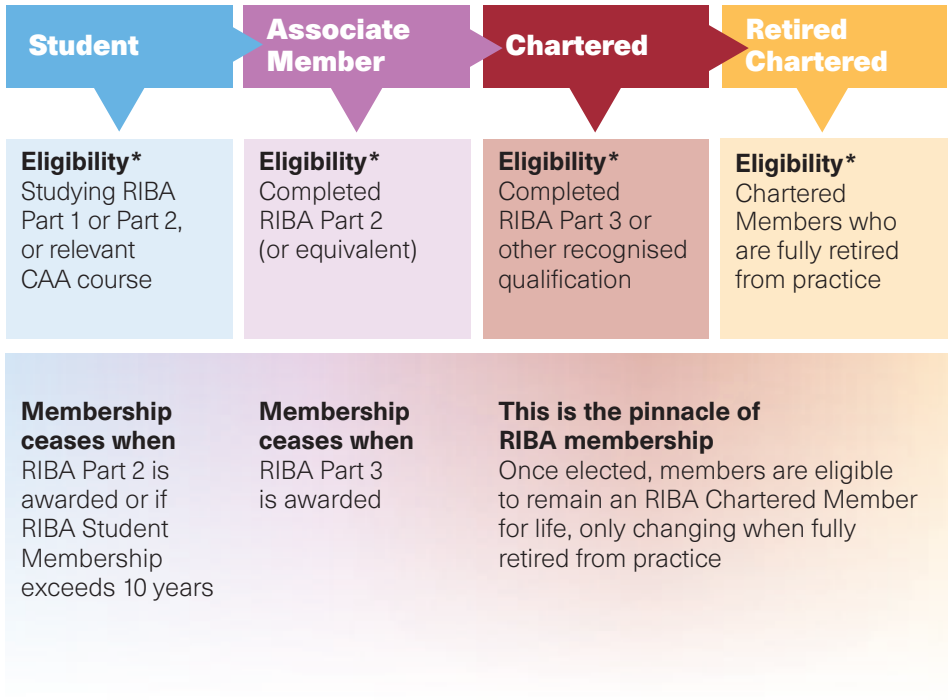 Student
Associate
Member
Chartered
Retired
Chartered
Eligibility*
Studying RIBA
Part 1 or Part 2,
or relevant
CAA course
Eligibility*
Completed
RIBA Part 2
(or equivalent)
Eligibility*
Completed
RIBA Part 3 or
other recognised
qualification
Eligibility*
Chartered
Members who
are fully retired
from practice
Membership
ceases when
RIBA Part 2 is
awarded or if
RIBA Student
Membership
exceeds 10 years
Membership
ceases when
RIBA Part 3
is awarded
This is the pinnacle of
RIBA membership
Once elected, members are eligible
to remain an RIBA Chartered Member
for life, only changing when fully
retired from practice